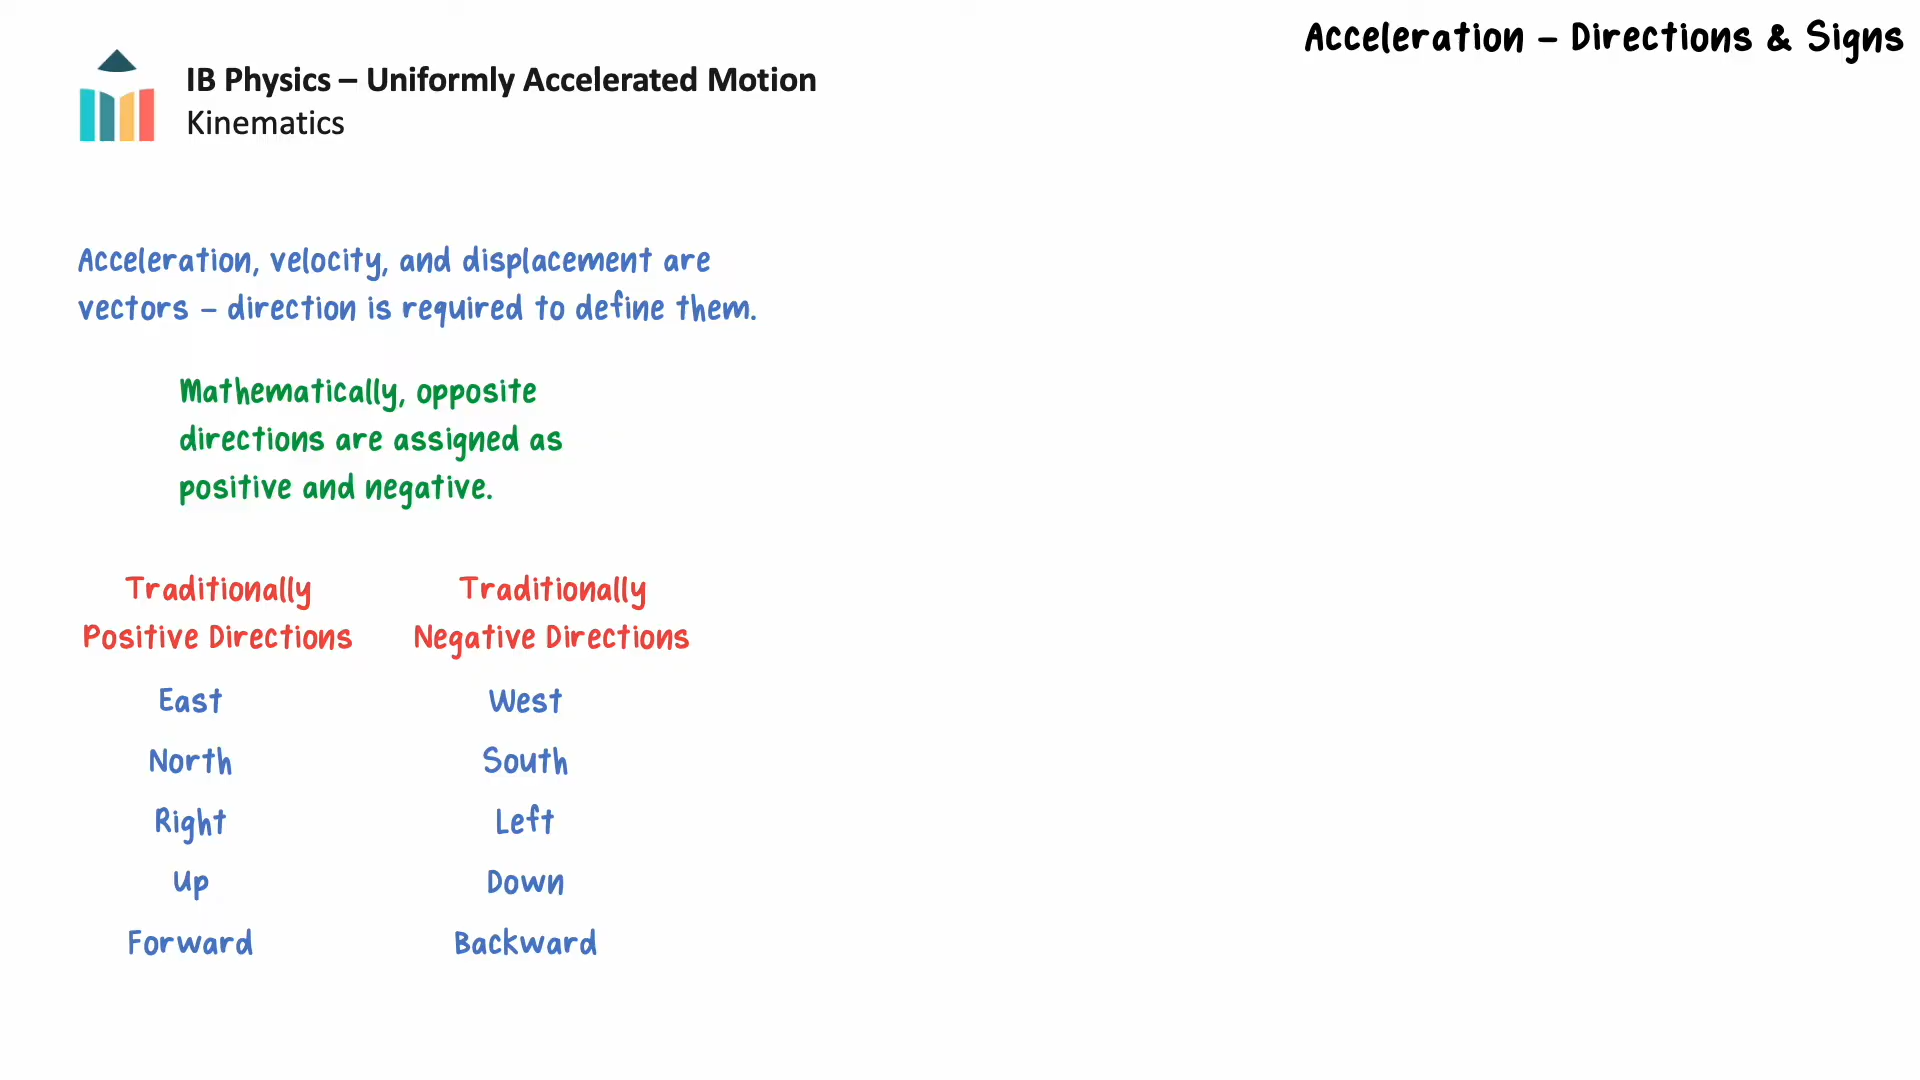 Acceleration – Directions & Signs
IB Physics – Uniformly Accelerated Motion
Kinematics
Acceleration, velocity, and displacement are
vectors – direction is required to define them.
Mathematically, opposite
directions are assigned as
positive and negative.
Traditionally
Positive Directions
Traditionally
Negative Directions
East
West
North
South
Right
Left
Up
Down
Forward
Backward